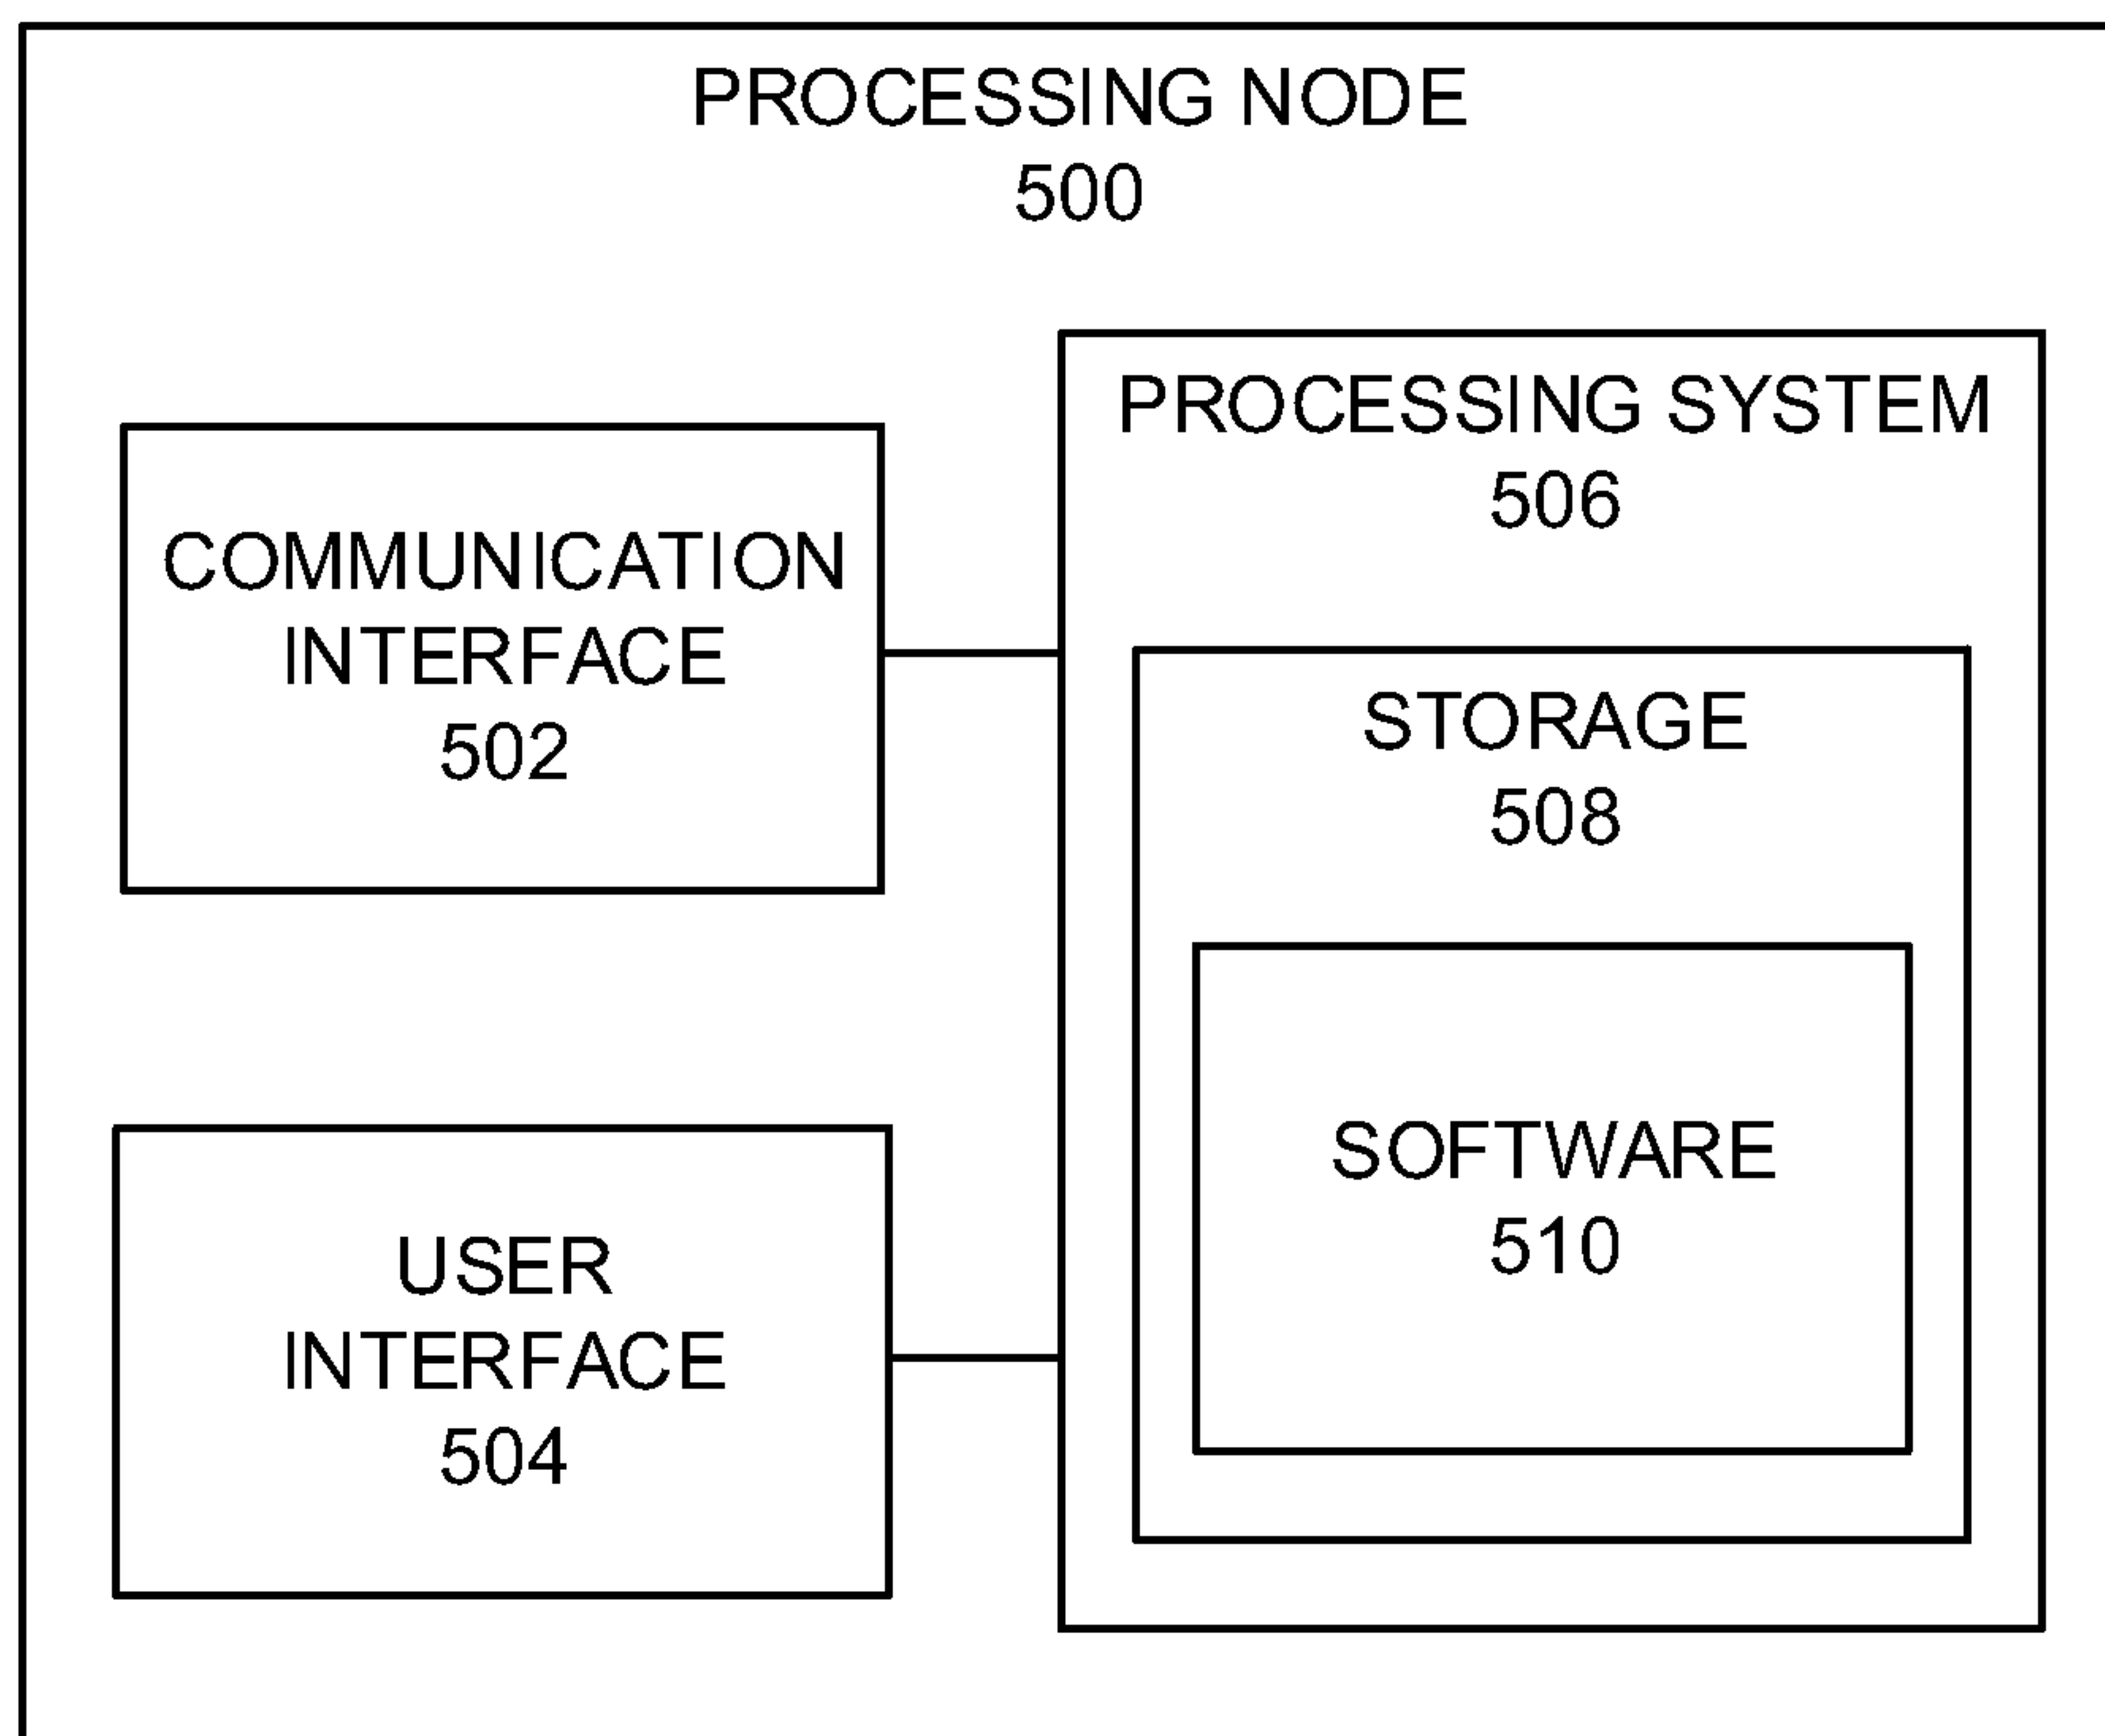 PROCESSING NODE
500
PROCESSING SYSTEM
506
COMMUNICATION
INTERFACE
502
STORAGE
508
SOFTWARE
510
USER
INTERFACE
504